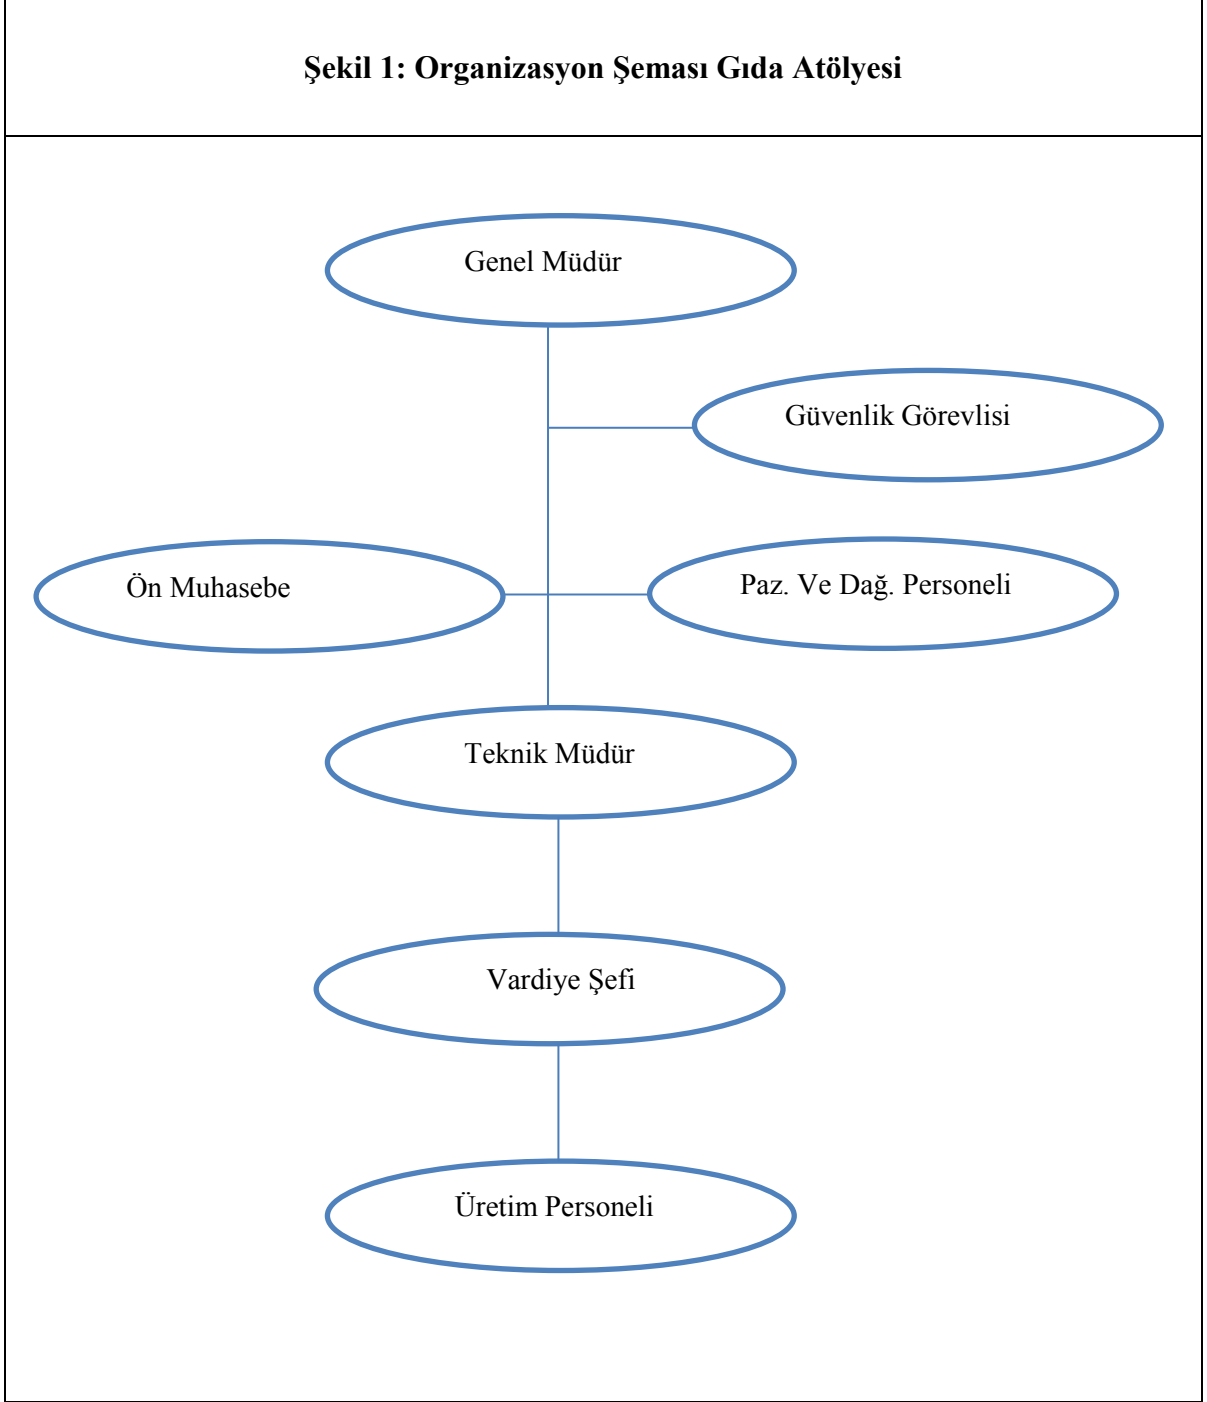 Şekil 1: Organizasyon Şeması Gıda Atölyesi
Genel Müdür
Güvenlik Görevlisi
Ön Muhasebe
Paz. Ve Dağ. Personeli
Teknik Müdür
Vardiye Şefi
Üretim Personeli